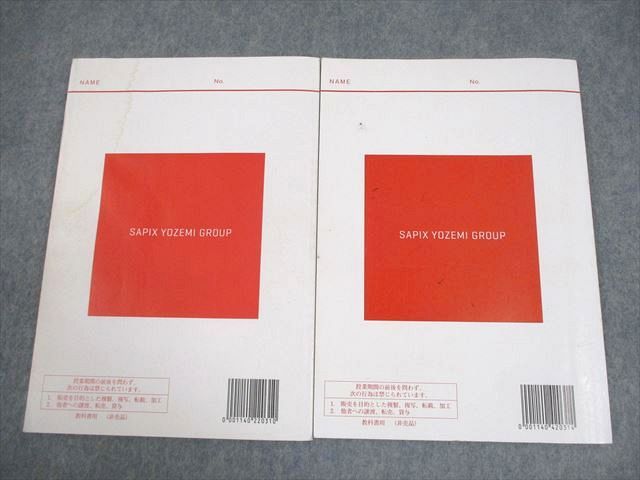 NAME No.
SAPIX YOZEMI GROUP
授業期間の前後を問わず、
次の行為は禁じられています。
1. 販売を目的とした複製、複写、転載、加工
2. 他者への譲渡、転売、貸与
教科書用 (非売品)
0001140220310
NAME No.
SAPIX YOZEMI GROUP
授業期間の前後を問わず、
次の行為は禁じられています。
1. 販売を目的とした複製、複写、転載、加工
2. 他者への譲渡、転売、貸与
教科書用 (非売品)
0001140420314